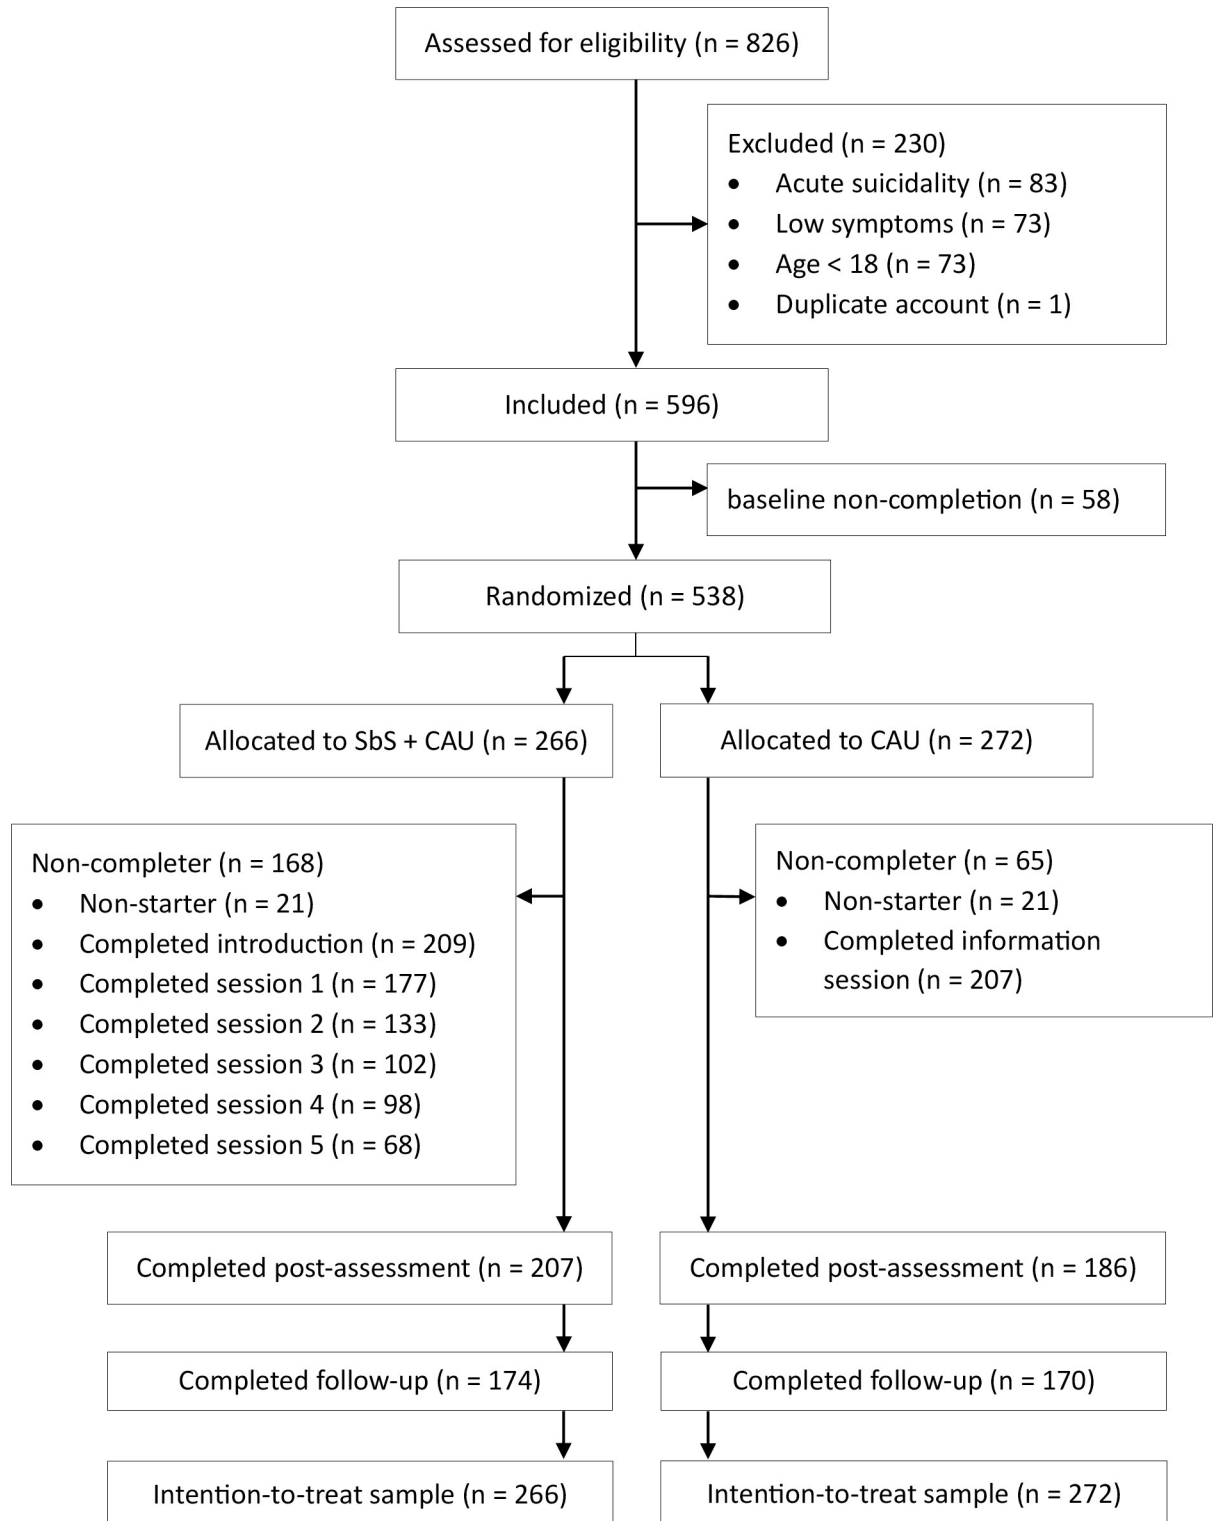 Assessed for eligibility (n = 826)
Excluded (n = 230)
• Acute suicidality (n = 83)
• Low symptoms (n = 73)
• Age < 18 (n = 73)
• Duplicate account (n = 1)
Included (n = 596)
baseline non-completion (n = 58)
Randomized (n = 538)
Allocated to SbS + CAU (n = 266)
Allocated to CAU (n = 272)
Non-completer (n = 168)
• Non-starter (n = 21)
• Completed introduction (n = 209)
• Completed session 1 (n = 177)
• Completed session 2 (n = 133)
• Completed session 3 (n = 102)
• Completed session 4 (n = 98)
• Completed session 5 (n = 68)
Non-completer (n = 65)
• Non-starter (n = 21)
• Completed information
session (n = 207)
Completed post-assessment (n = 207)
Completed post-assessment (n = 186)
Completed follow-up (n = 174)
Completed follow-up (n = 170)
Intention-to-treat sample (n = 266)
Intention-to-treat sample (n = 272)